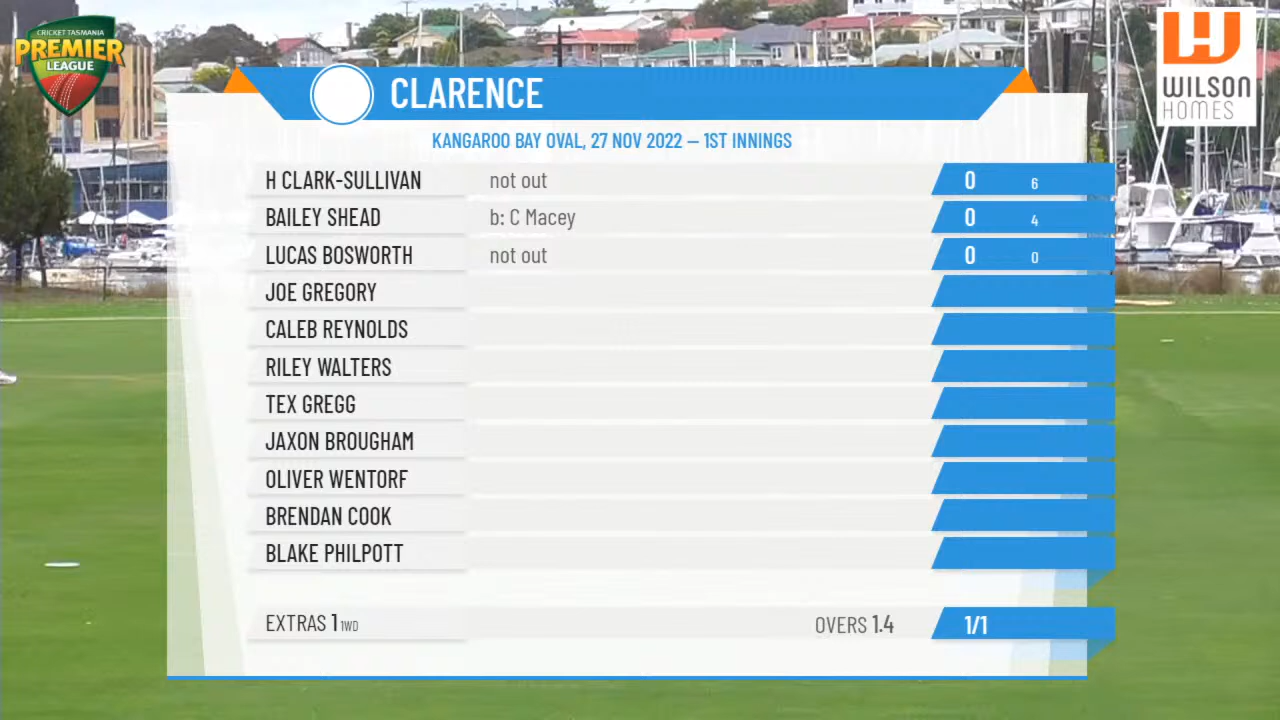 CRICKET TASMANIA
PREMIER
LEAGUE
WILSON
HOMES
CLARENCE
KANGAROO BAY OVAL, 27 NOV 2022 – 1ST INNINGS
H CLARK-SULLIVAN not out 0 6
BAILEY SHEAD b: C Macey 0 4
LUCAS BOSWORTH not out 0 0
JOE GREGORY
CALEB REYNOLDS
RILEY WALTERS
TEX GREGG
JAXON BROUGHAM
OLIVER WENTORF
BRENDAN COOK
BLAKE PHILPOTT
EXTRAS 1 1WD OVERS 1.4 1/1